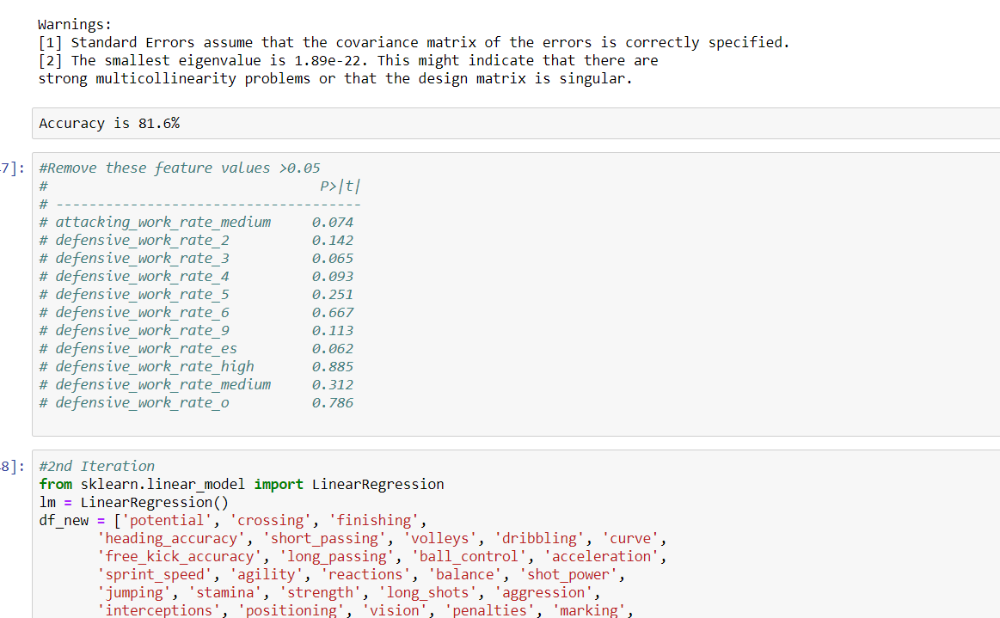 Warnings:
[1] Standard Errors assume that the covariance matrix of the errors is correctly specified.
[2] The smallest eigenvalue is 1.89e-22. This might indicate that there are
strong multicollinearity problems or that the design matrix is singular.
Accuracy is 81.6%
7]: #Remove these feature values >0.05
# P>|t|
# -------------------------------------
# attacking_work_rate_medium 0.074
# defensive_work_rate_2 0.142
# defensive_work_rate_3 0.065
# defensive_work_rate_4 0.093
# defensive_work_rate_5 0.251
# defensive_work_rate_6 0.667
# defensive_work_rate_9 0.113
# defensive_work_rate_es 0.062
# defensive_work_rate_high 0.885
# defensive_work_rate_medium 0.312
# defensive_work_rate_o 0.786
8]: #2nd Iteration
from sklearn.linear_model import LinearRegression
lm = LinearRegression()
df_new = ['potential', 'crossing', 'finishing',
'heading_accuracy', 'short_passing', 'volleys', 'dribbling', 'curve',
'free_kick_accuracy', 'long_passing', 'ball_control', 'acceleration',
'sprint_speed', 'agility', 'reactions', 'balance', 'shot_power',
'jumping', 'stamina', 'strength', 'long_shots', 'aggression',
'interceptions', 'positioning', 'vision', 'penalties', 'marking',